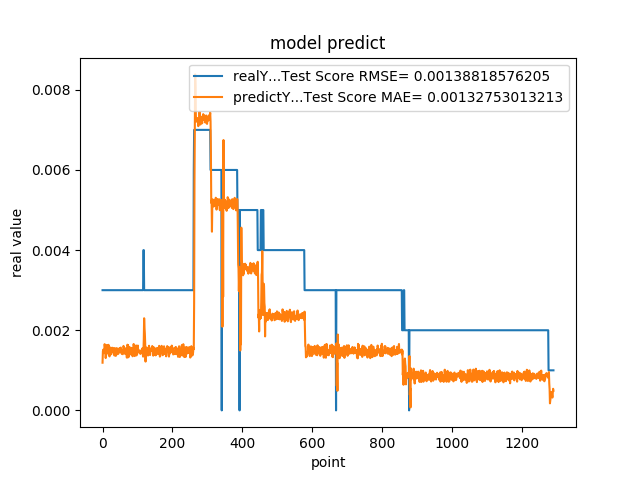 model predict
realY...Test Score RMSE= 0.00138818576205
predictY...Test Score MAE= 0.00132753013213
0.008
0.006
0.004
0.002
0.000
real value
0 200 400 600 800 1000 1200
point